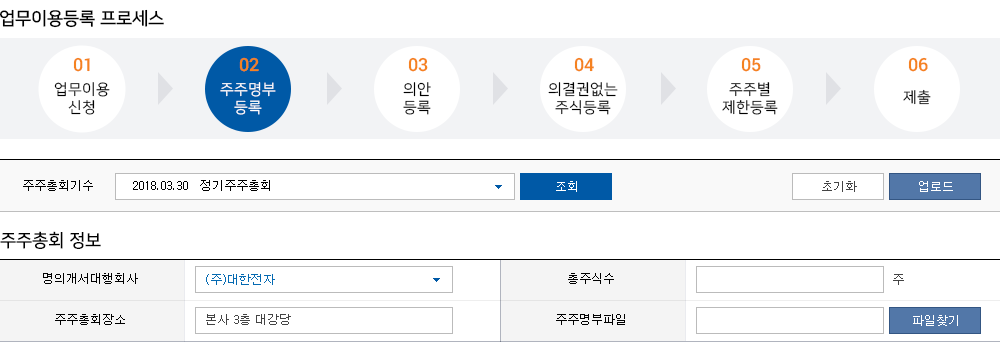 업무이용등록 프로세스
01 02 03 04 05 06
업무이용 주주명부 의안 의결권없는 주주별 제출
신청 등록 등록 주식등록 제한등록
주주총회기수 2018.03.30 정기주주총회 조회 초기화 업로드
주주총회 정보
명의개서대행회사 (주)대한전자 총주식수 주
주주총회장소 본사 3층 대강당 주주명부파일 파일찾기